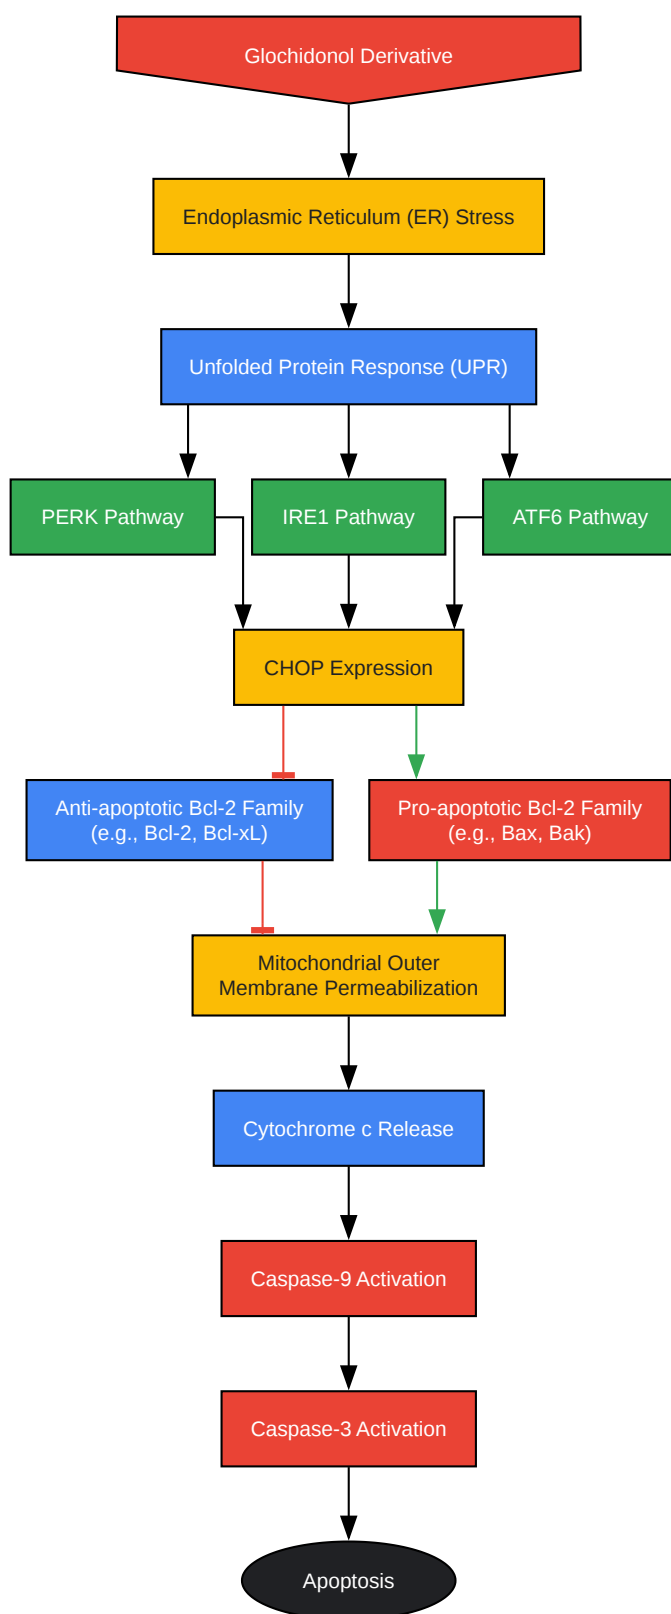 Glochidonol Derivative
Endoplasmic Reticulum (ER) Stress
Unfolded Protein Response (UPR)
PERK Pathway
IRE1 Pathway
ATF6 Pathway
CHOP Expression
Anti-apoptotic Bcl-2 Family
(e.g., Bcl-2, Bcl-xL)
Pro-apoptotic Bcl-2 Family
(e.g., Bax, Bak)
Mitochondrial Outer
Membrane Permeabilization
Cytochrome c Release
Caspase-9 Activation
Caspase-3 Activation
Apoptosis